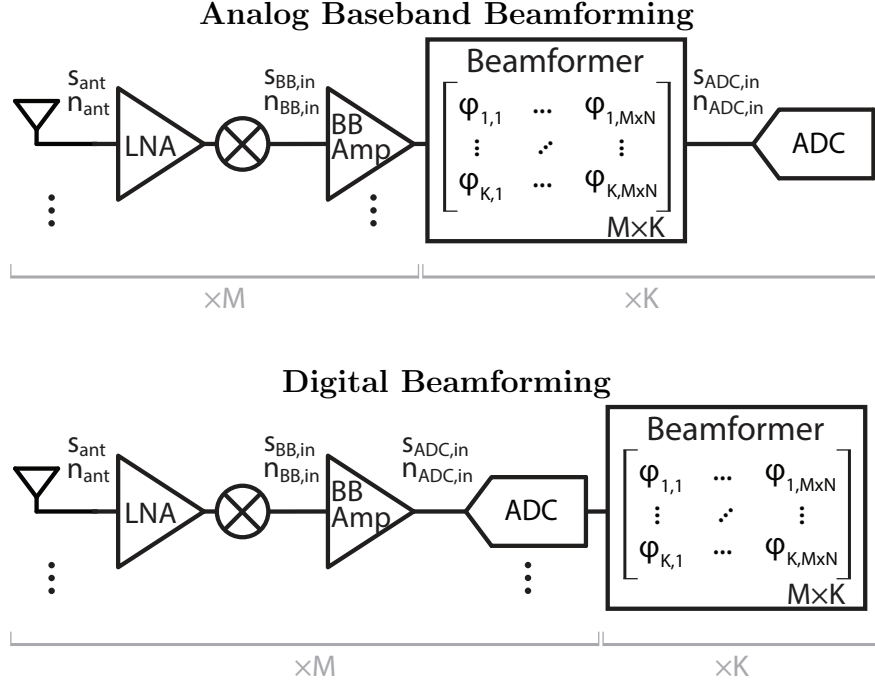 Analog Baseband Beamforming
s_ant
n_ant
LNA
s_BB,in
n_BB,in
BB
Amp
Beamformer
φ_1,1 ... φ_1,MxN
⋮ ⋰ ⋮
φ_K,1 ... φ_K,MxN
M×K
s_ADC,in
n_ADC,in
ADC
×M
×K
Digital Beamforming
s_ant
n_ant
LNA
s_BB,in
n_BB,in
BB
Amp
s_ADC,in
n_ADC,in
ADC
Beamformer
φ_1,1 ... φ_1,MxN
⋮ ⋰ ⋮
φ_K,1 ... φ_K,MxN
M×K
×M
×K